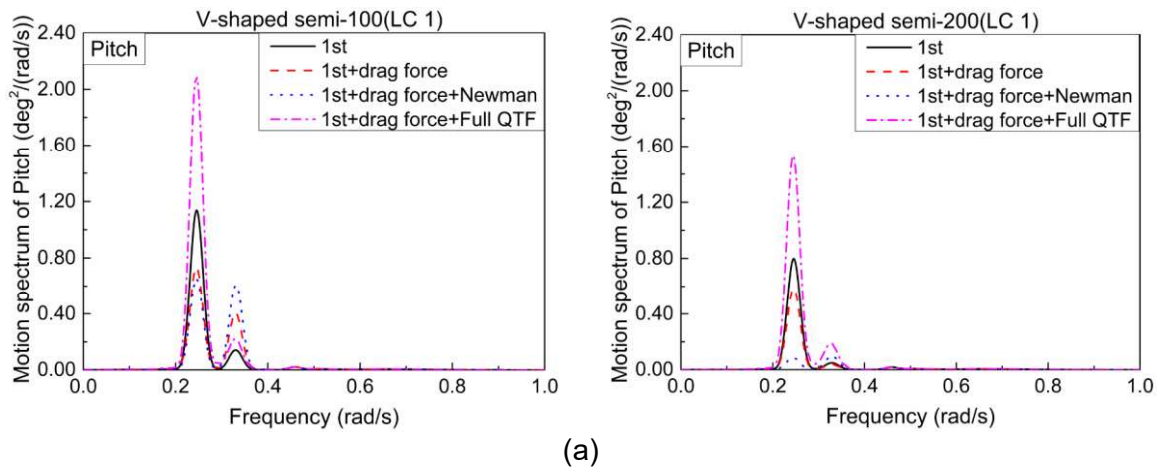 V-shaped semi-100(LC 1)
Motion spectrum of Pitch (deg²/(rad/s))
2.40
2.00
1.60
1.20
0.80
0.40
0.00
Pitch
1st
1st+drag force
1st+drag force+Newman
1st+drag force+Full QTF
0.0 0.2 0.4 0.6 0.8 1.0
Frequency (rad/s)
V-shaped semi-200(LC 1)
Motion spectrum of Pitch (deg²/(rad/s))
2.40
2.00
1.60
1.20
0.80
0.40
0.00
Pitch
1st
1st+drag force
1st+drag force+Newman
1st+drag force+Full QTF
0.0 0.2 0.4 0.6 0.8 1.0
Frequency (rad/s)
(a)